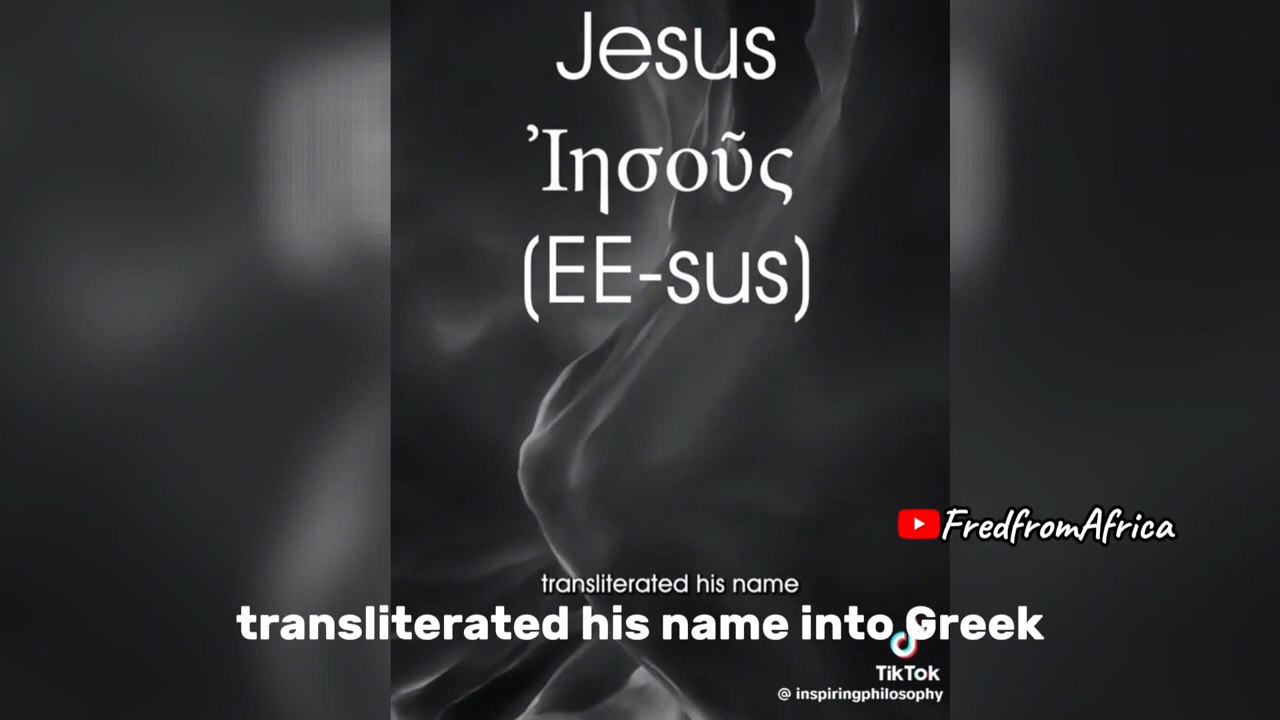 Jesus
Ἰησοῦς
(EE-sus)
FredfromAfrica
transliterated his name
transliterated his name into Greek
TikTok
@ inspiringphilosophy